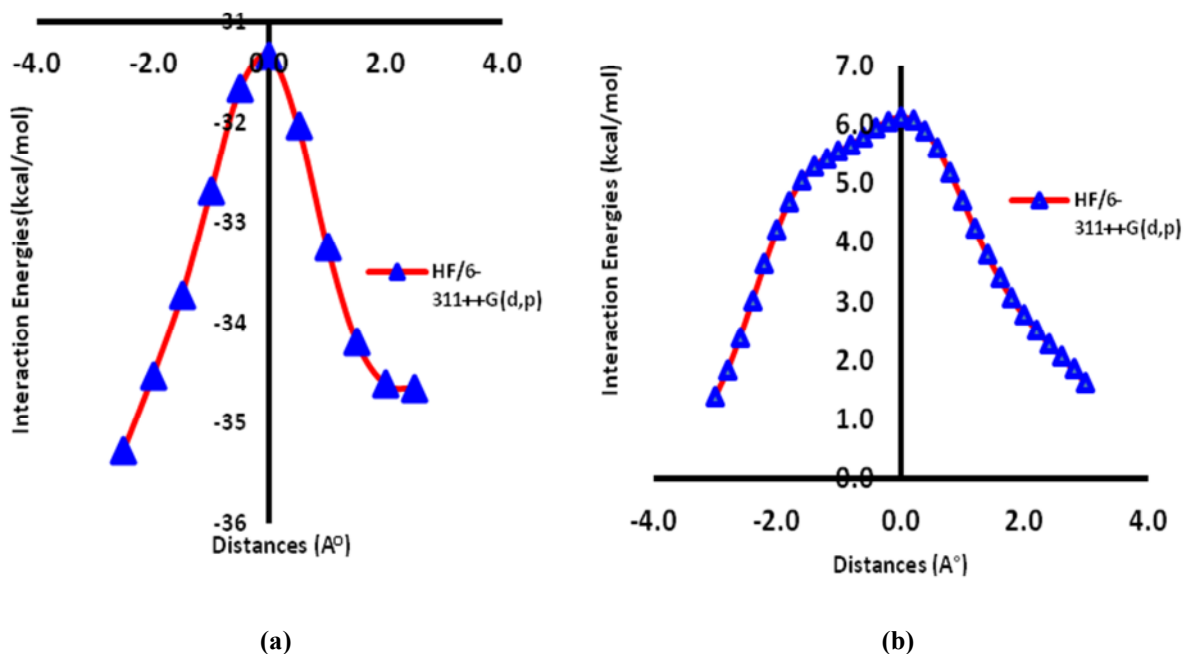 -31
-4.0 -2.0 0.0 2.0 4.0
-32
-33
-34
-35
-36
Interaction Energies(kcal/mol)
HF/6-
311++G(d,p)
Distances (A⁰)
(a)
7.0
6.0
5.0
4.0
3.0
2.0
1.0
0.0
-4.0 -2.0 0.0 2.0 4.0
Interaction Energies (kcal/mol)
HF/6-
311++G(d,p)
Distances (A°)
(b)